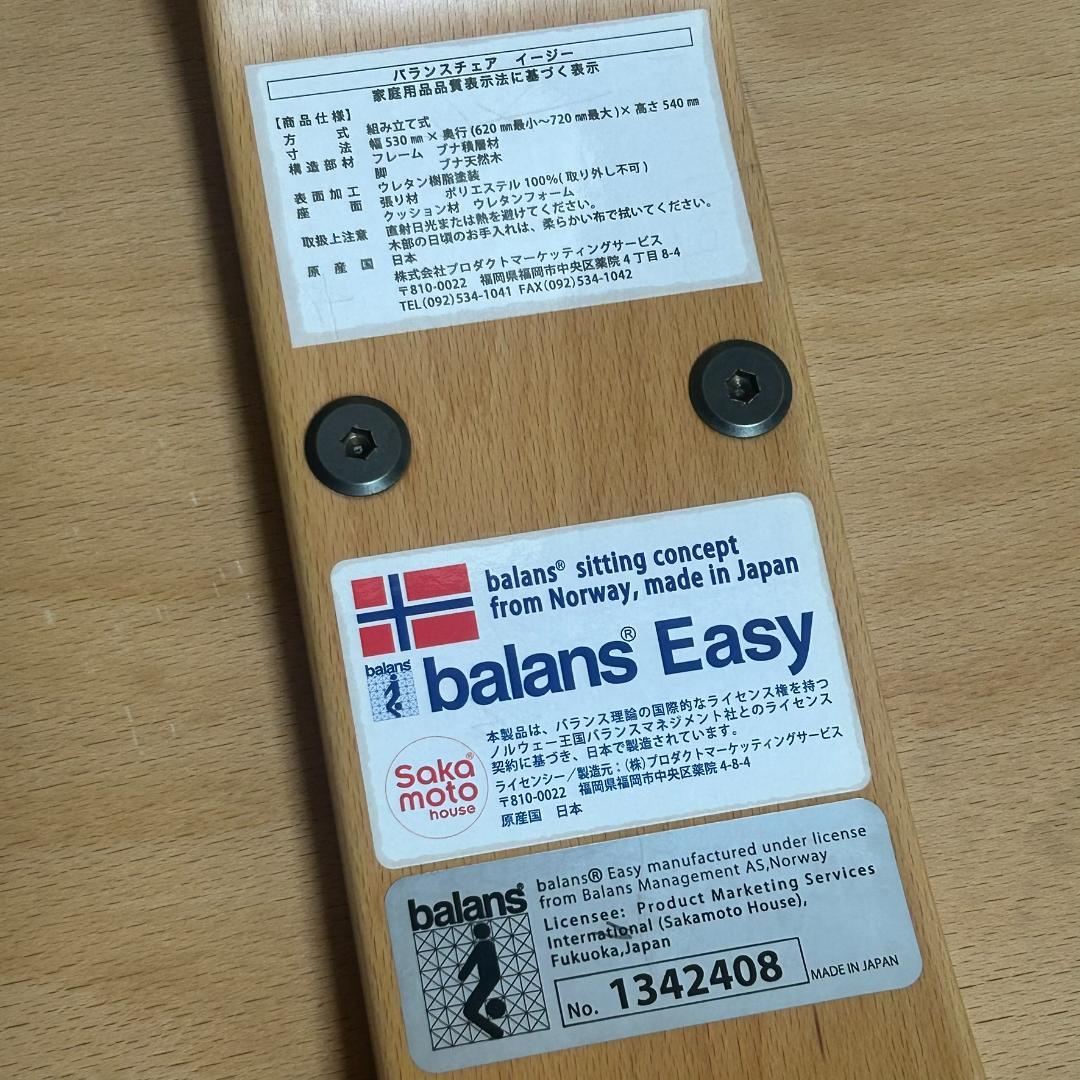 バランスチェア　イージー
家庭用品品質表示法に基づく表示
【商品仕様】
方式　組み立て式
寸法　幅530㎜×奥行(620㎜最小～720㎜最大)×高さ540㎜
構造部材　フレーム　ブナ積層材
脚　ブナ天然木
表面加工　ウレタン樹脂塗装
座面　張り材　ポリエステル100%(取り外し不可)
クッション材　ウレタンフォーム
取扱上注意　直射日光または熱を避けてください。
木部の日頃のお手入れは、柔らかい布で拭いてください。
原産国　日本
株式会社プロダクトマーケッティングサービス
〒810-0022　福岡県福岡市中央区薬院4丁目8-4
TEL(092)534-1041 FAX(092)534-1042
balans® sitting concept
from Norway, made in Japan
balans® Easy
balans®
本製品は、バランス理論の国際的なライセンス権を持つ
ノルウェー王国バランスマネジメント社とのライセンス
契約に基づき、日本で製造されています。
ライセンシー／製造元：(株)プロダクトマーケッティングサービス
〒810-0022　福岡県福岡市中央区薬院4-8-4
原産国　日本
Saka®
moto
house
balans®
balans® Easy manufactured under license
from Balans Management AS,Norway
Licensee: Product Marketing Services
International (Sakamoto House),
Fukuoka,Japan
No. 1342408
MADE IN JAPAN